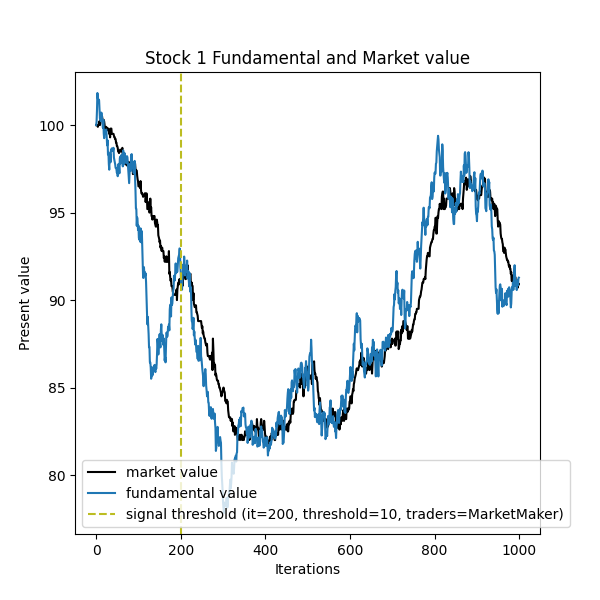 Stock 1 Fundamental and Market value
Present value
100
95
90
85
80
market value
fundamental value
signal threshold (it=200, threshold=10, traders=MarketMaker)
0 200 400 600 800 1000
Iterations